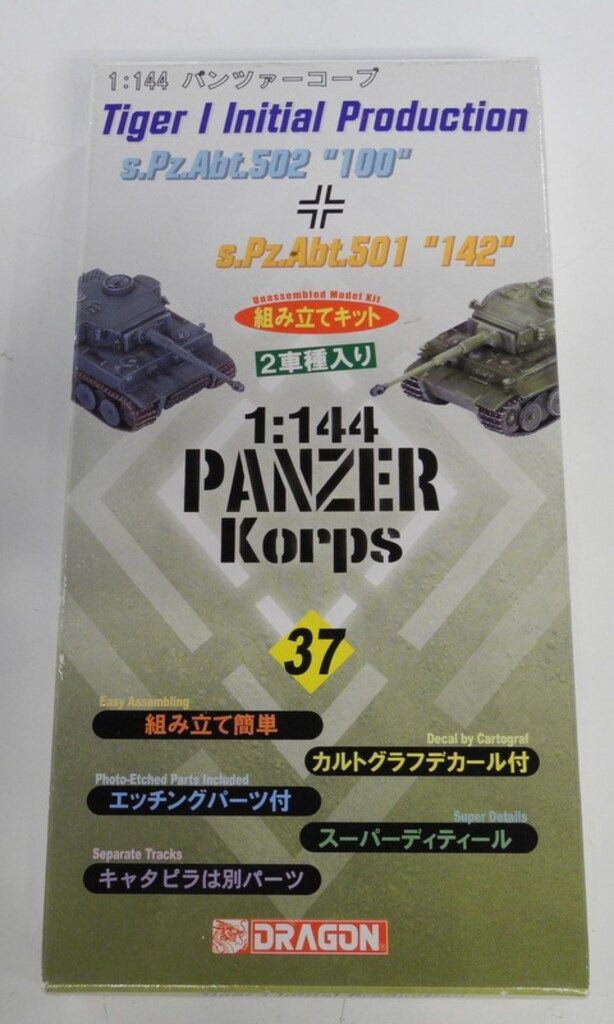 1:144 パンツァーコープ
Tiger I Initial Production
s.Pz.Abt.502 "100"
s.Pz.Abt.501 "142"
Unassembled Model Kit
組み立てキット
2車種入り
1:144
PANZER
Korps
37
Easy Assembling
組み立て簡単
Decal by Cartograf
カルトグラフデカール付
Photo-Etched Parts Included
エッチングパーツ付
Super Details
スーパーディティール
Separate Tracks
キャタピラは別パーツ
DRAGON
Tiger I Initial Production